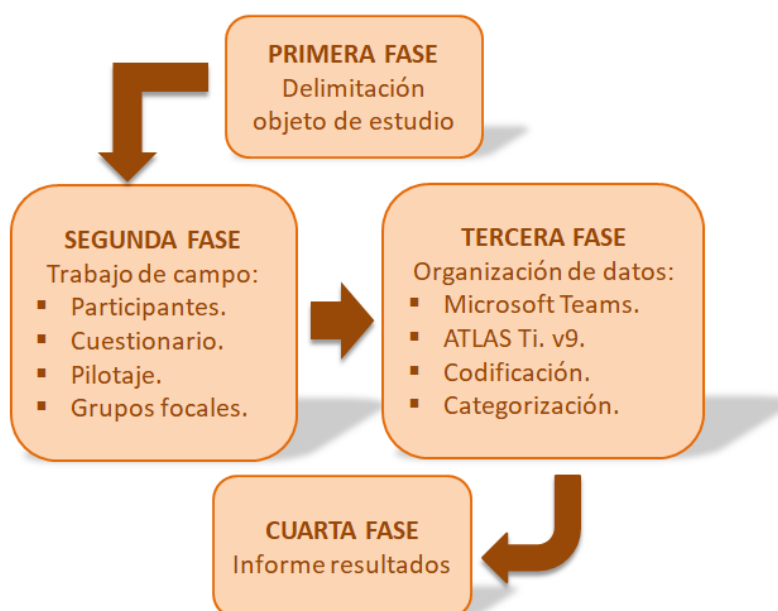 PRIMERA FASE
Delimitación
objeto de estudio
SEGUNDA FASE
Trabajo de campo:
▪ Participantes.
▪ Cuestionario.
▪ Pilotaje.
▪ Grupos focales.
TERCERA FASE
Organización de datos:
▪ Microsoft Teams.
▪ ATLAS Ti. v9.
▪ Codificación.
▪ Categorización.
CUARTA FASE
Informe resultados